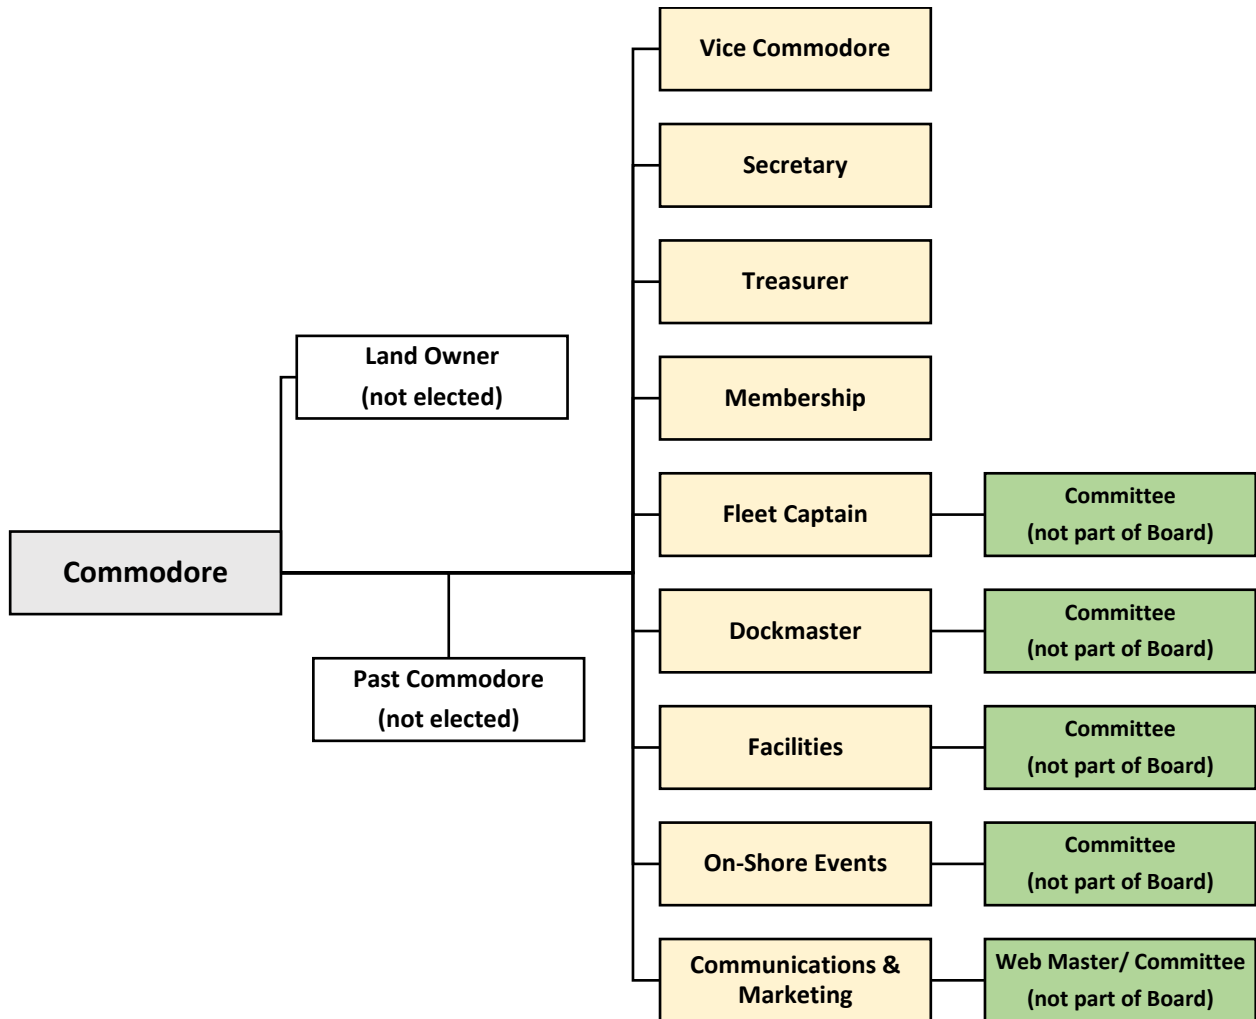 Vice Commodore
Secretary
Treasurer
Land Owner
(not elected)
Membership
Fleet Captain
Committee
(not part of Board)
Commodore
Dockmaster
Committee
(not part of Board)
Past Commodore
(not elected)
Facilities
Committee
(not part of Board)
On-Shore Events
Committee
(not part of Board)
Communications &
Marketing
Web Master/ Committee
(not part of Board)